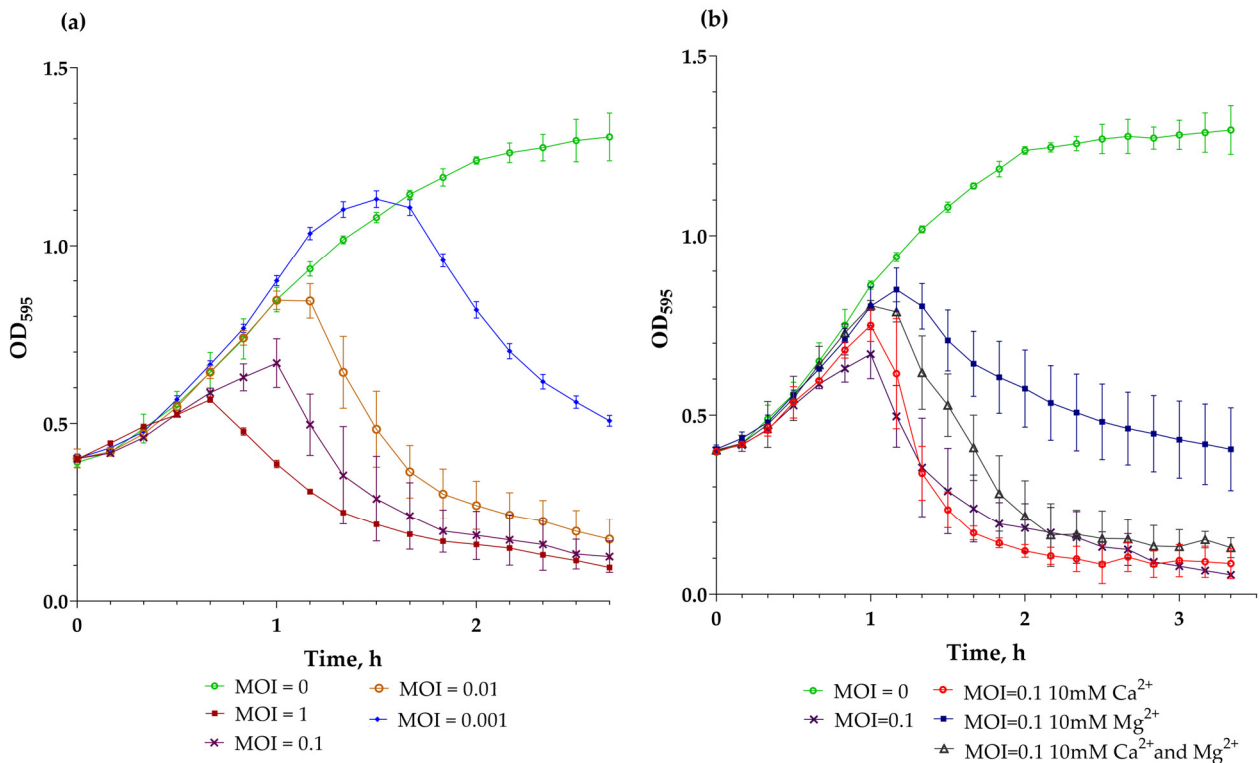 (a)
OD595
1.5
1.0
0.5
0.0
0
1
2
Time, h
MOI = 0
MOI = 1
MOI = 0.1
MOI = 0.01
MOI = 0.001
(b)
OD595
1.5
1.0
0.5
0.0
0
1
2
3
Time, h
MOI = 0
MOI=0.1
MOI=0.1 10mM Ca²⁺
MOI=0.1 10mM Mg²⁺
MOI=0.1 10mM Ca²⁺and Mg²⁺